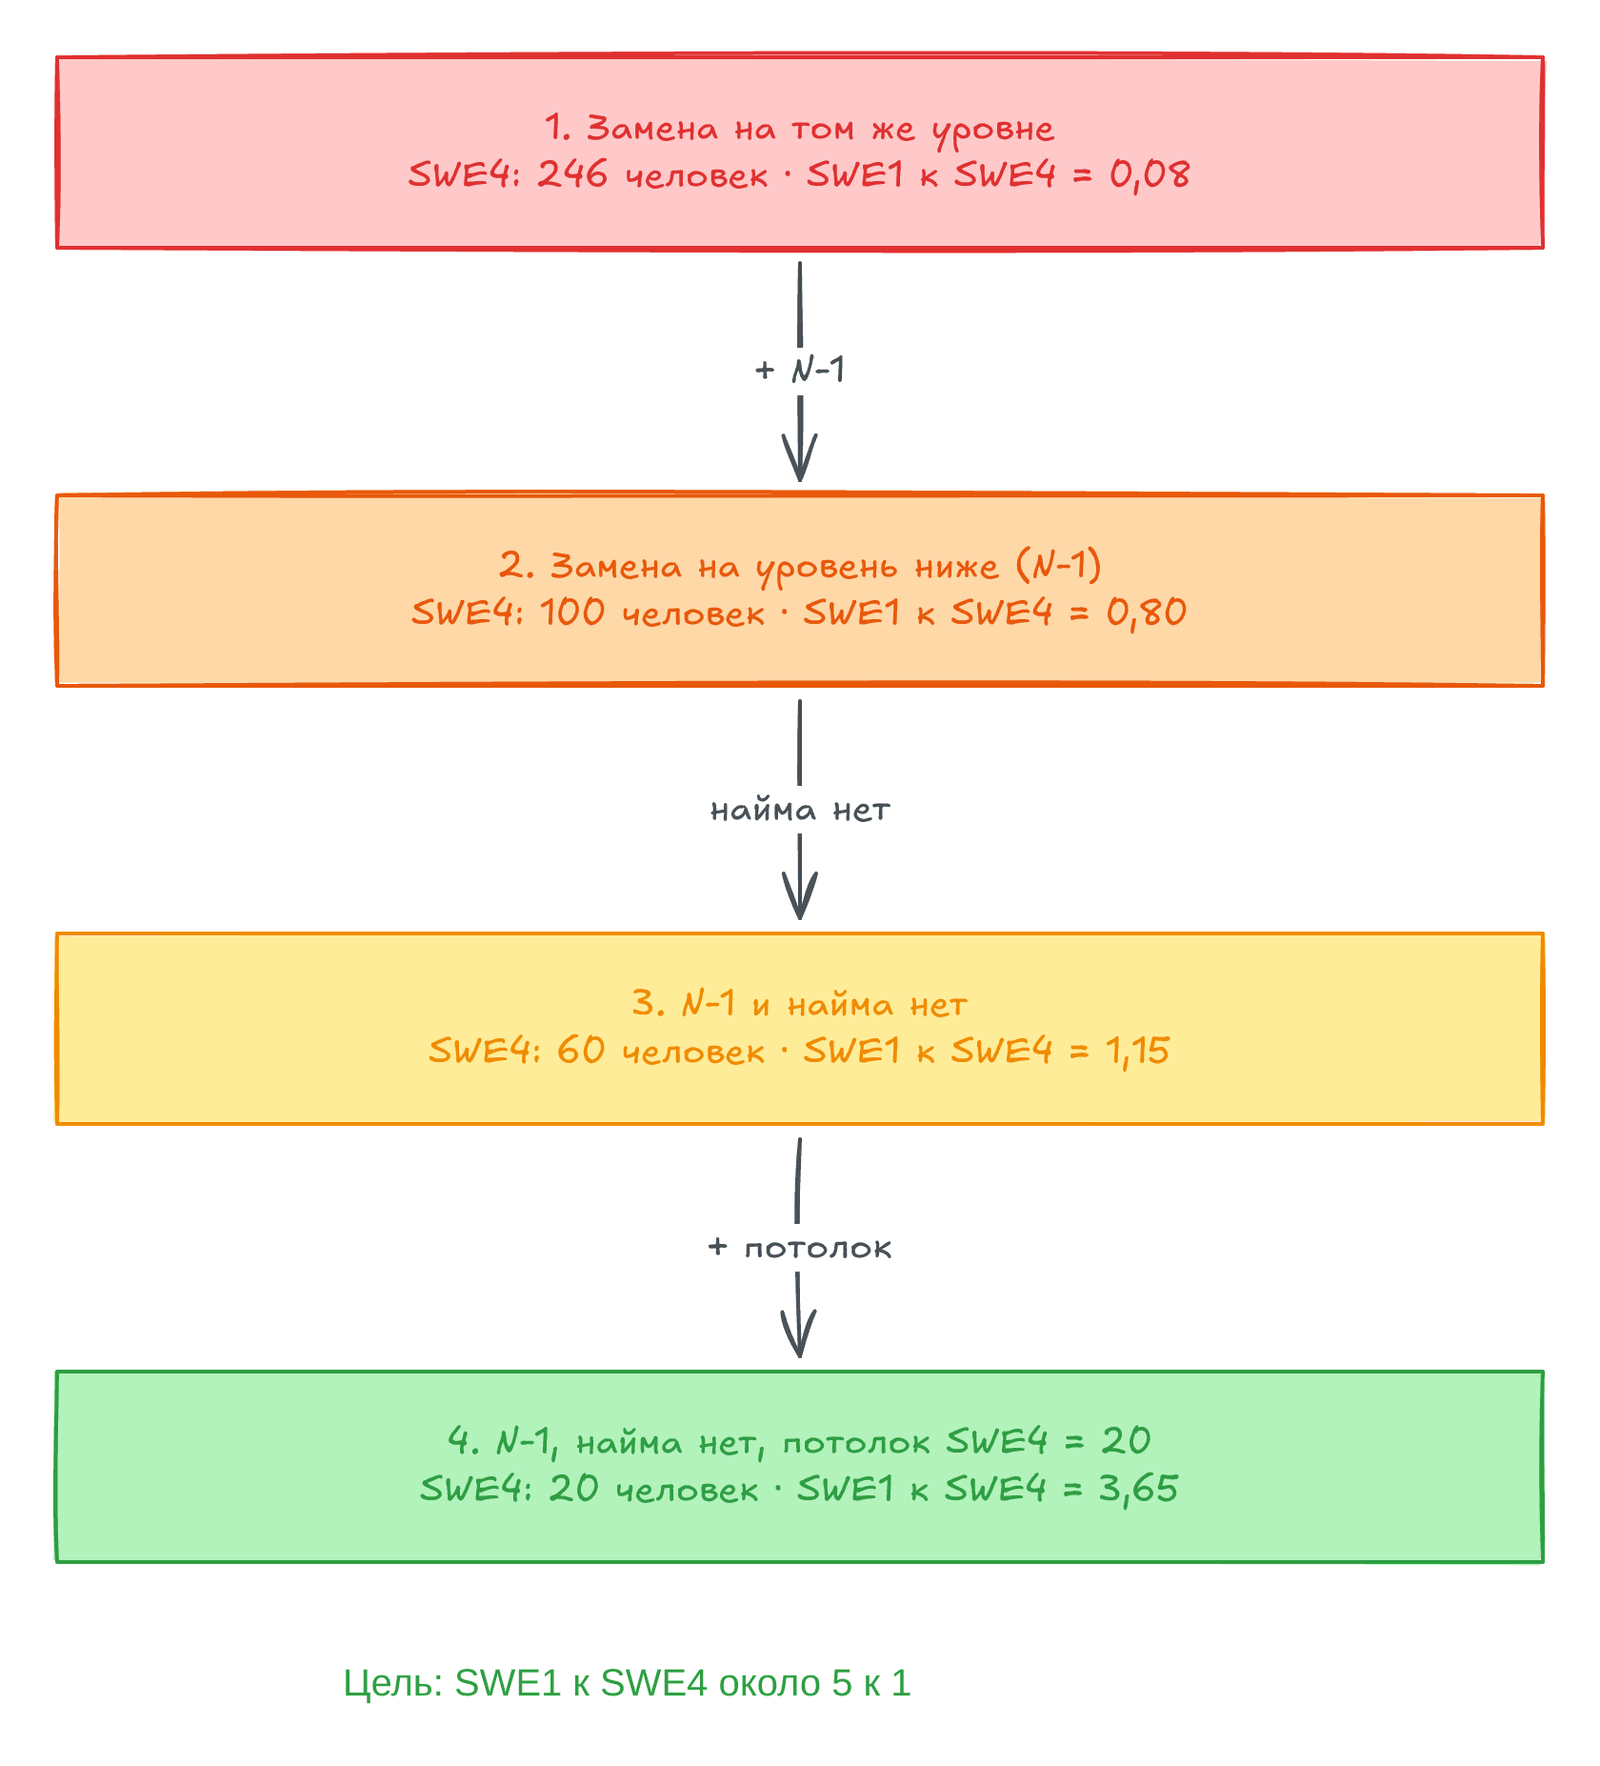 1. Замена на том же уровне
SWE4: 246 человек · SWE1 к SWE4 = 0,08
+ N-1
2. Замена на уровень ниже (N-1)
SWE4: 100 человек · SWE1 к SWE4 = 0,80
найма нет
3. N-1 и найма нет
SWE4: 60 человек · SWE1 к SWE4 = 1,15
+ потолок
4. N-1, найма нет, потолок SWE4 = 20
SWE4: 20 человек · SWE1 к SWE4 = 3,65
Цель: SWE1 к SWE4 около 5 к 1